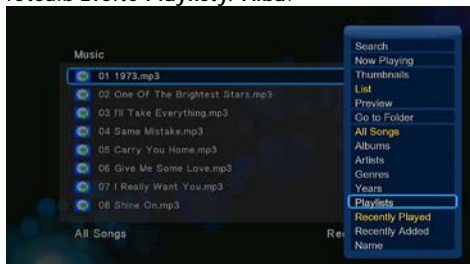 Music
01 1973.mp3
02 One Of The Brightest Stars.mp3
03 I'll Take Everything.mp3
04 Same Mistake.mp3
05 Carry You Home.mp3
06 Give Me Some Love.mp3
07 I Really Want You.mp3
08 Shine On.mp3
All Songs
Search
Now Playing
Thumbnails
List
Preview
Go to Folder
All Songs
Albums
Artists
Genres
Years
Playlists
Recently Played
Recently Added
Name